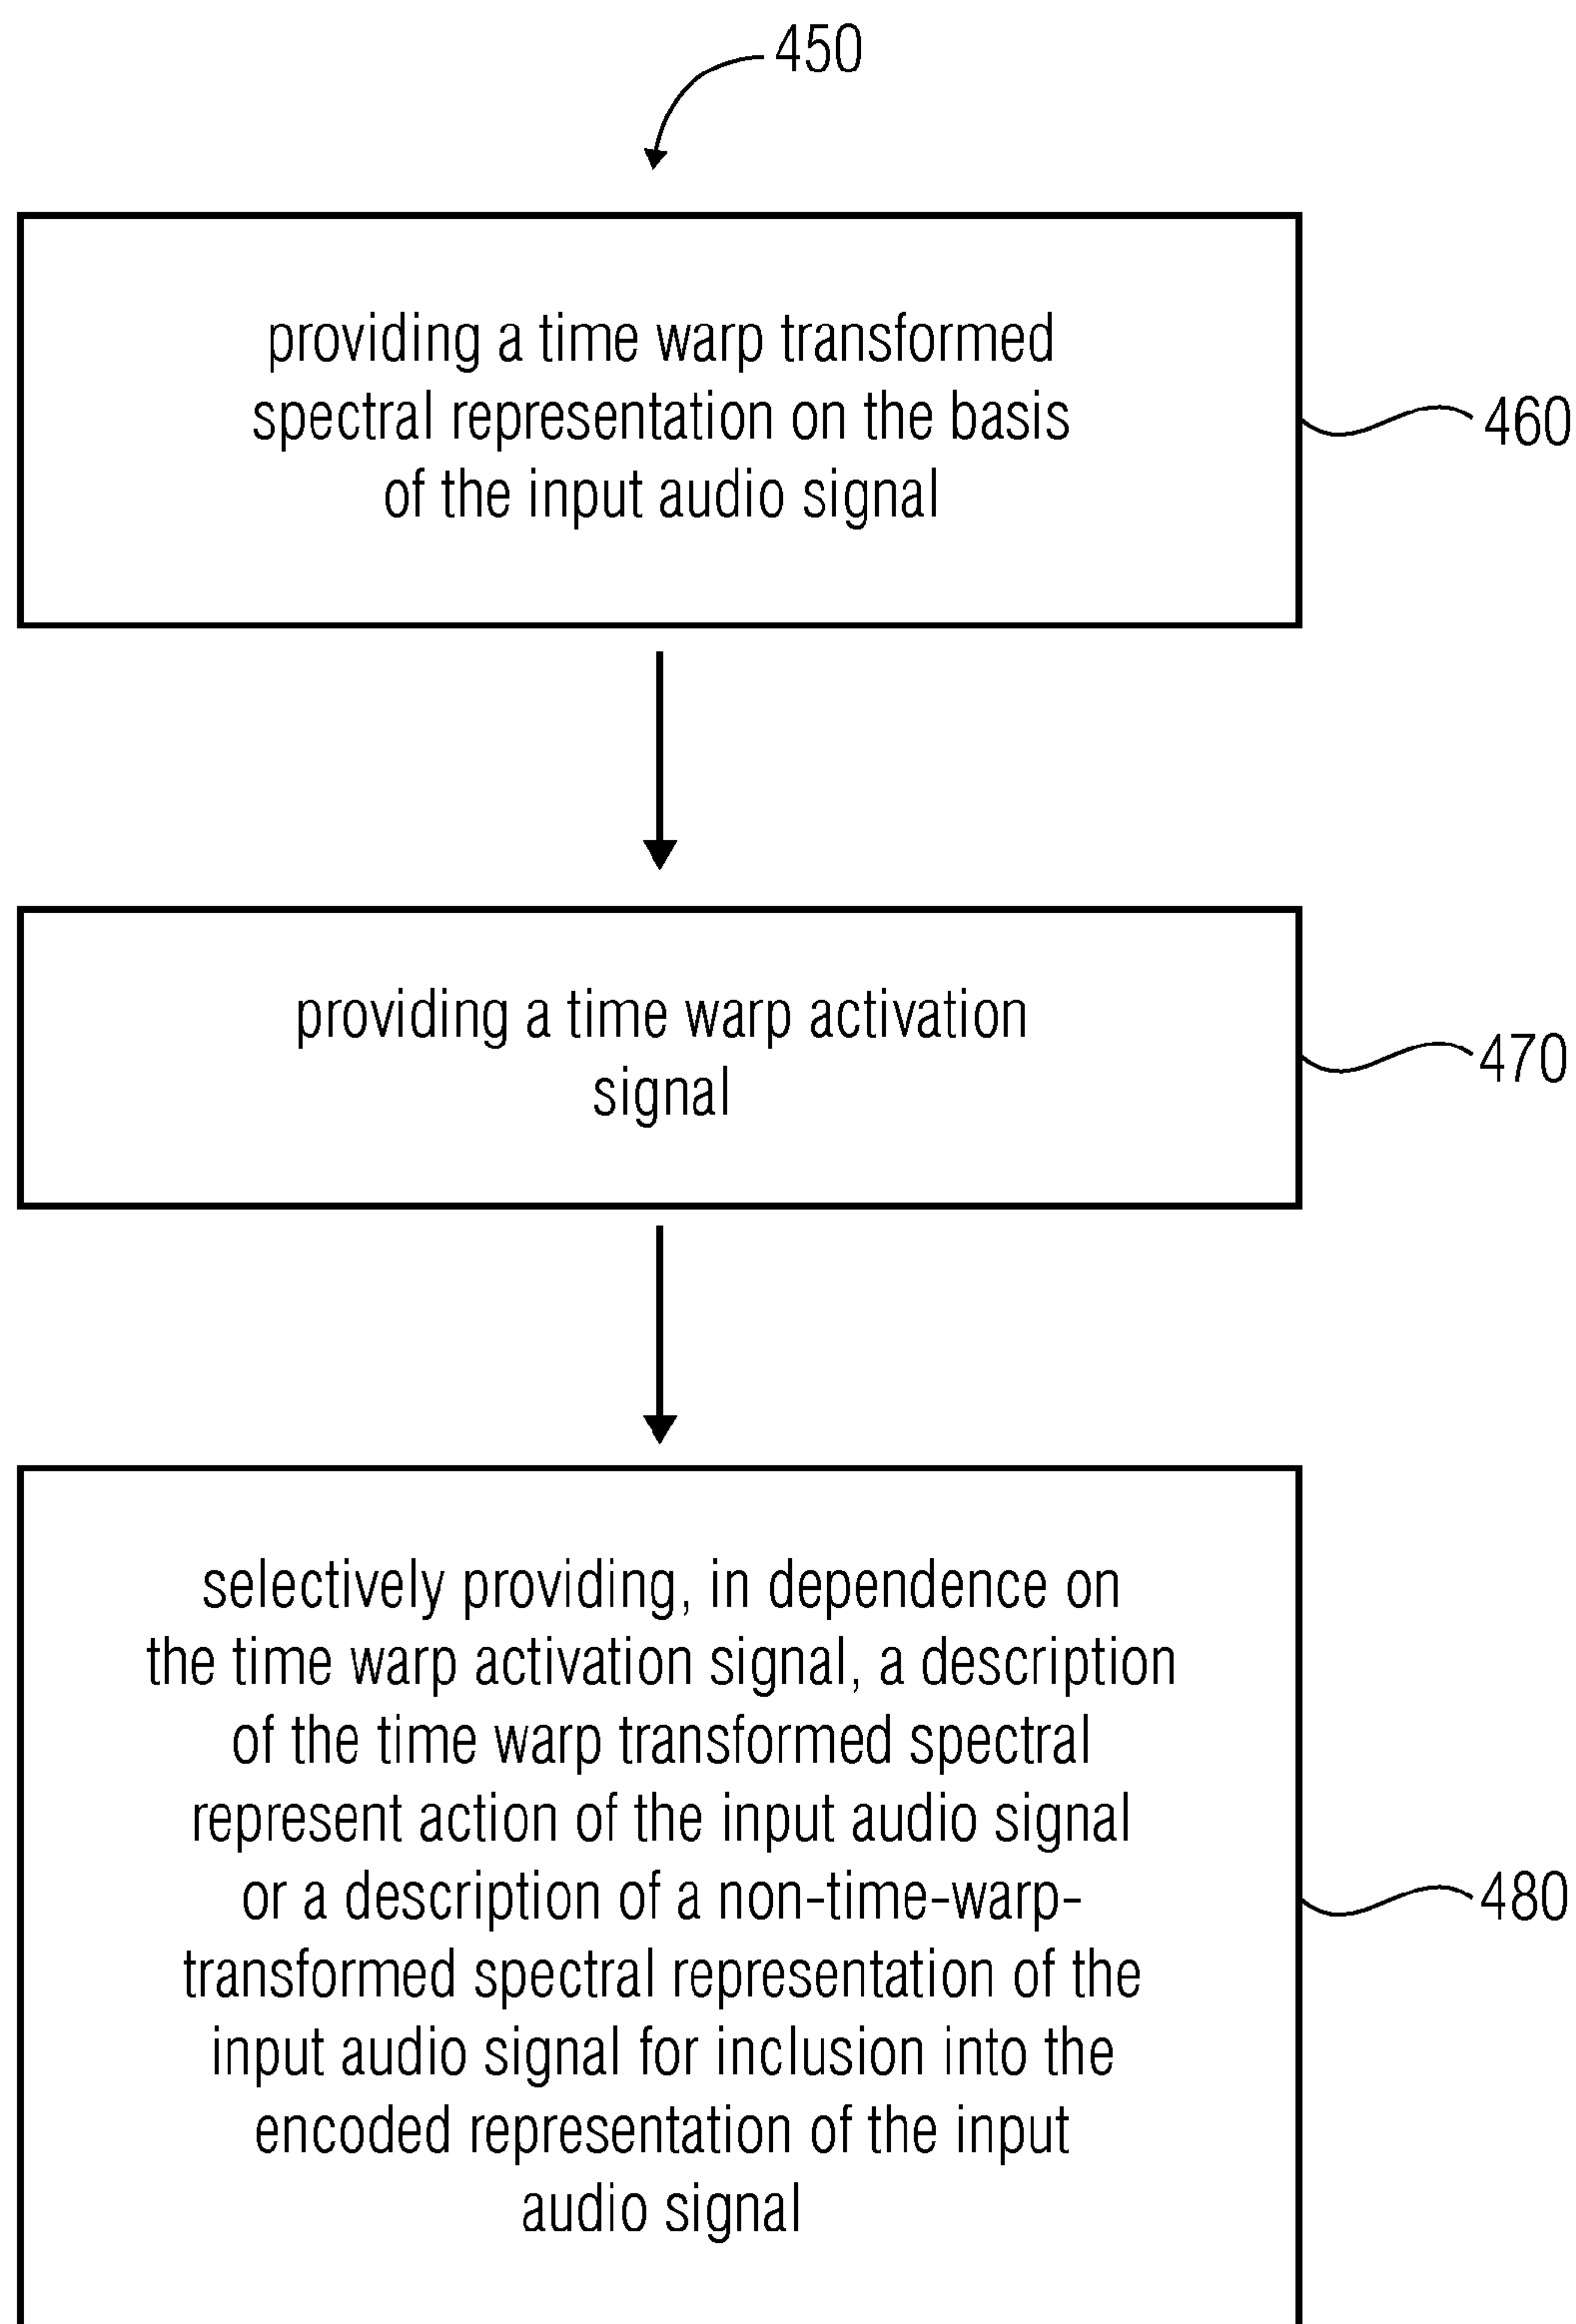 450
providing a time warp transformed
spectral representation on the basis
of the input audio signal
460
providing a time warp activation
signal
470
selectively providing, in dependence on
the time warp activation signal, a description
of the time warp transformed spectral
represent action of the input audio signal
or a description of a non-time-warp-
transformed spectral representation of the
input audio signal for inclusion into the
encoded representation of the input
audio signal
480